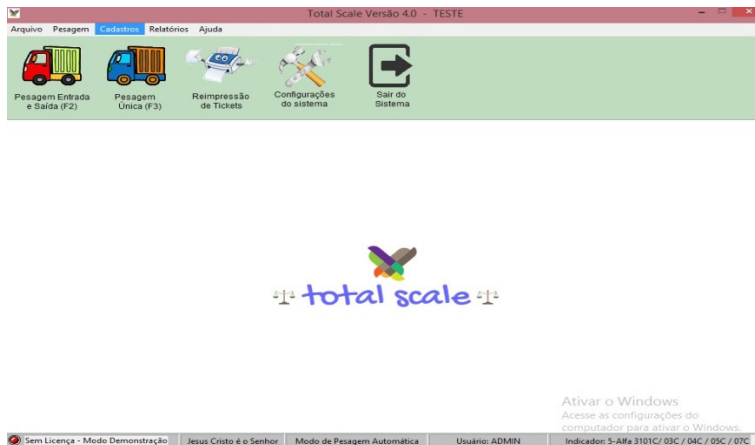 Total Scale Versão 4.0 - TESTE
Arquivo Pesagem Cadastros Relatórios Ajuda
Pesagem Entrada
e Saída (F2)
Pesagem
Única (F3)
Reimpressão
de Tickets
Configurações
do sistema
Sair do
Sistema
total scale
Ativar o Windows
Acesse as configurações do
computador para ativar o Windows.
Sem Licença - Modo Demonstração Jesus Cristo é o Senhor Modo de Pesagem Automática Usuário: ADMIN Indicador: 5-Alfa 3101C/ 03C / 04C / 05C / 07C